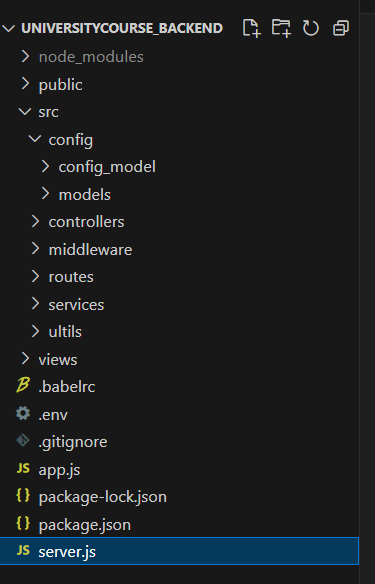 UNIVERSITYCOURSE_BACKEND
node_modules
public
src
config
config_model
models
controllers
middleware
routes
services
ultils
views
.babelrc
.env
.gitignore
JS app.js
{} package-lock.json
{} package.json
JS server.js